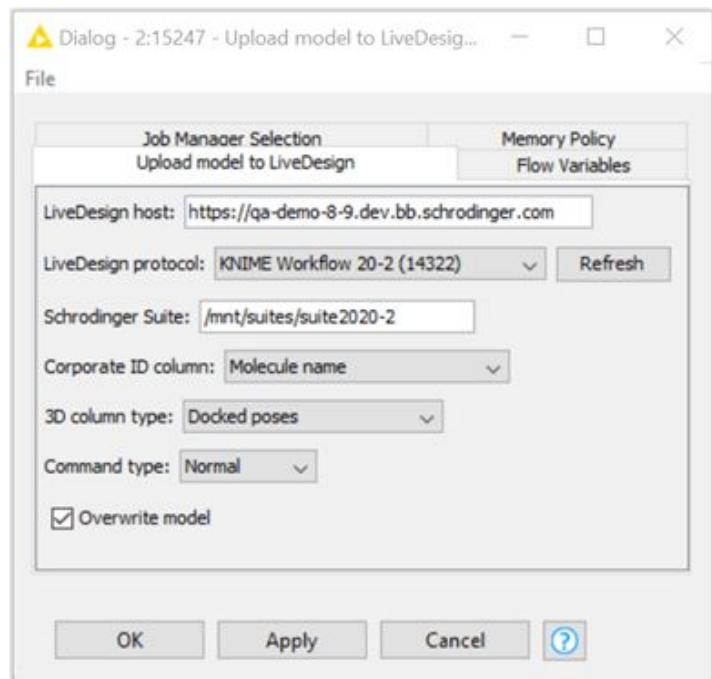 Dialog - 2:15247 - Upload model to LiveDesig...
File
Job Manager Selection Memory Policy
Upload model to LiveDesign Flow Variables
LiveDesign host: https://qa-demo-8-9.dev.bb.schrodinger.com
LiveDesign protocol: KNIME Workflow 20-2 (14322) Refresh
Schrodinger Suite: /mnt/suites/suite2020-2
Corporate ID column: Molecule name
3D column type: Docked poses
Command type: Normal
Overwrite model
OK Apply Cancel ?